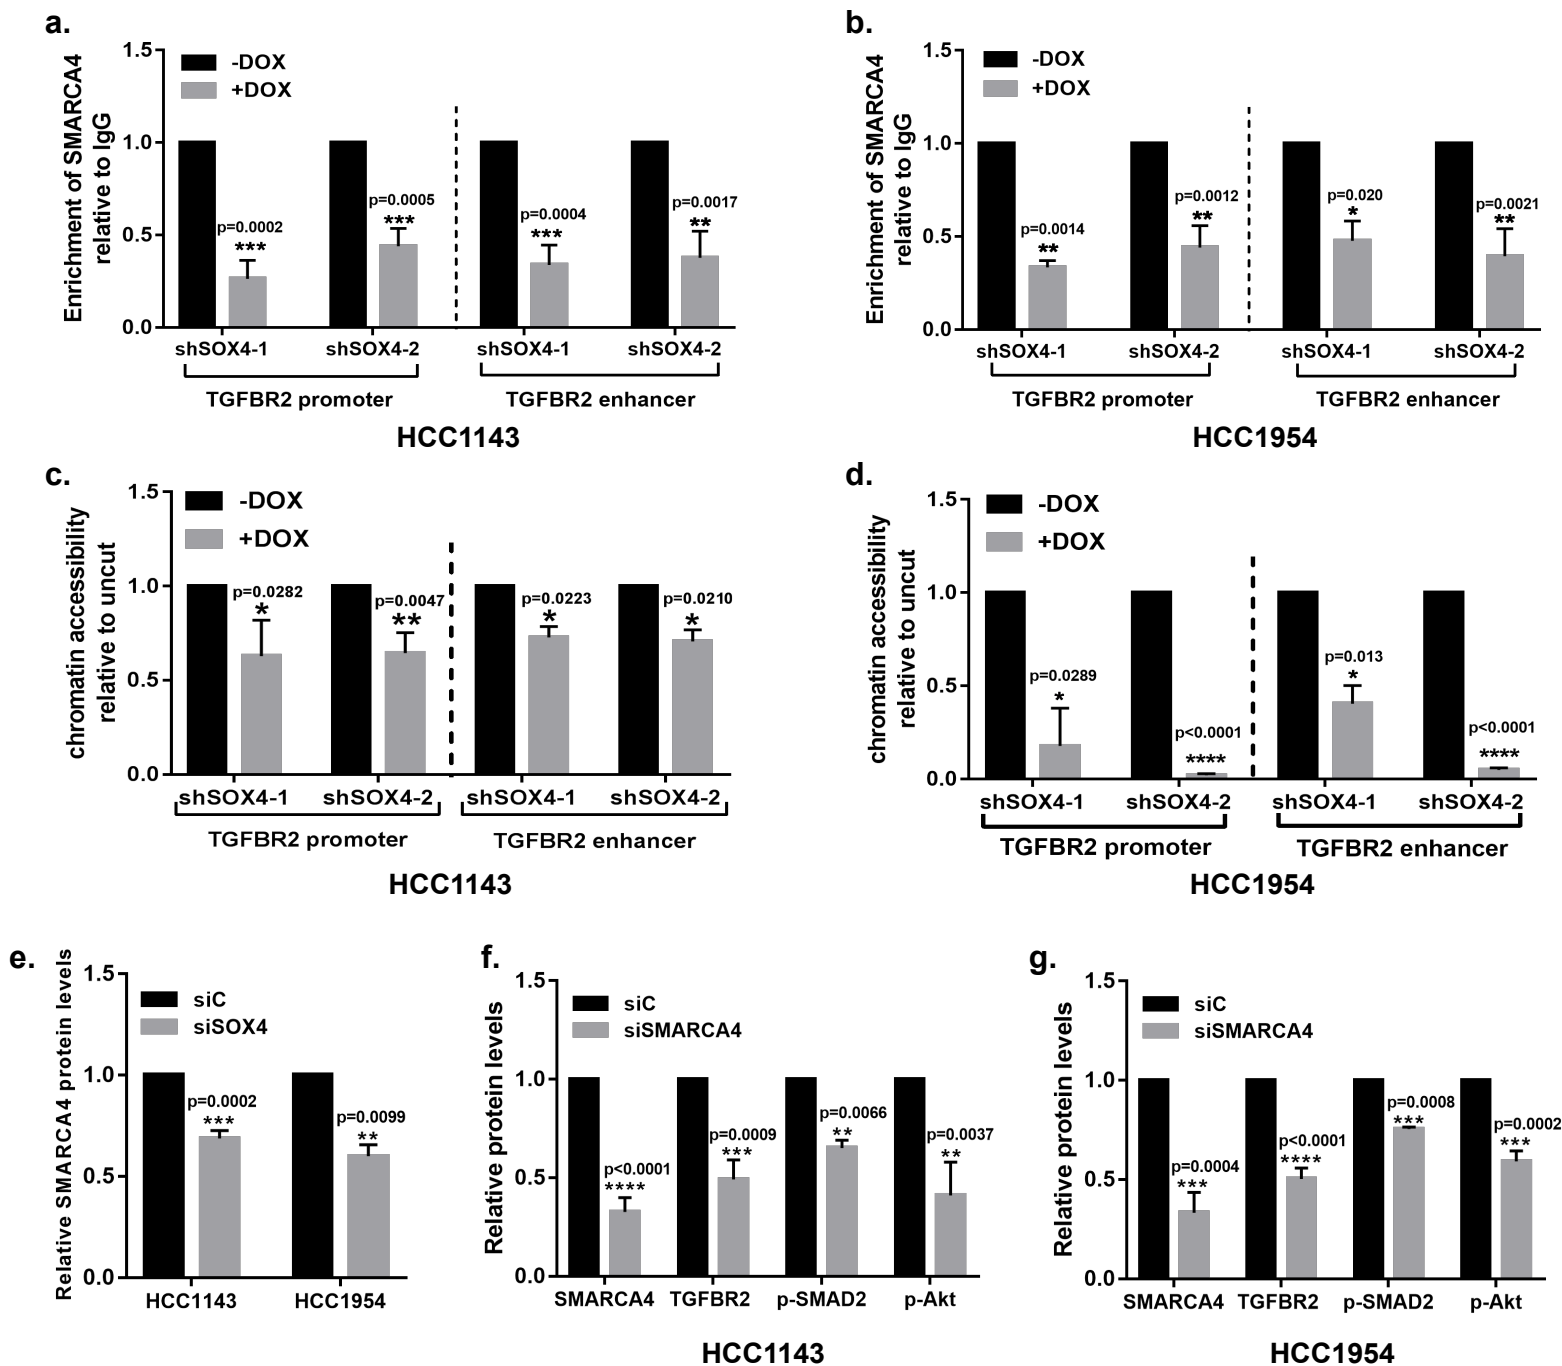 a.
Enrichment of SMARCA4
relative to IgG
1.5
1.0
0.5
0.0
-DOX
+DOX
p=0.0002
***
p=0.0005
***
p=0.0004
***
p=0.0017
**
shSOX4-1 shSOX4-2 shSOX4-1 shSOX4-2
TGFBR2 promoter TGFBR2 enhancer
HCC1143
b.
Enrichment of SMARCA4
relative to IgG
1.5
1.0
0.5
0.0
-DOX
+DOX
p=0.0014
**
p=0.0012
**
p=0.020
*
p=0.0021
**
shSOX4-1 shSOX4-2 shSOX4-1 shSOX4-2
TGFBR2 promoter TGFBR2 enhancer
HCC1954
c.
chromatin accessibility
relative to uncut
1.5
1.0
0.5
0.0
-DOX
+DOX
p=0.0282
*
p=0.0047
**
p=0.0223
*
p=0.0210
*
shSOX4-1 shSOX4-2 shSOX4-1 shSOX4-2
TGFBR2 promoter TGFBR2 enhancer
HCC1143
d.
chromatin accessibility
relative to uncut
1.5
1.0
0.5
0.0
-DOX
+DOX
p=0.0289
*
p<0.0001
****
p=0.013
*
p<0.0001
****
shSOX4-1 shSOX4-2 shSOX4-1 shSOX4-2
TGFBR2 promoter TGFBR2 enhancer
HCC1954
e.
Relative SMARCA4 protein levels
1.5
1.0
0.5
0.0
siC
siSOX4
p=0.0002
***
p=0.0099
**
HCC1143 HCC1954
f.
Relative protein levels
1.5
1.0
0.5
0.0
siC
siSMARCA4
p<0.0001
****
p=0.0009
***
p=0.0066
**
p=0.0037
**
SMARCA4 TGFBR2 p-SMAD2 p-Akt
HCC1143
g.
Relative protein levels
1.5
1.0
0.5
0.0
siC
siSMARCA4
p=0.0004
***
p<0.0001
****
p=0.0008
***
p=0.0002
***
SMARCA4 TGFBR2 p-SMAD2 p-Akt
HCC1954